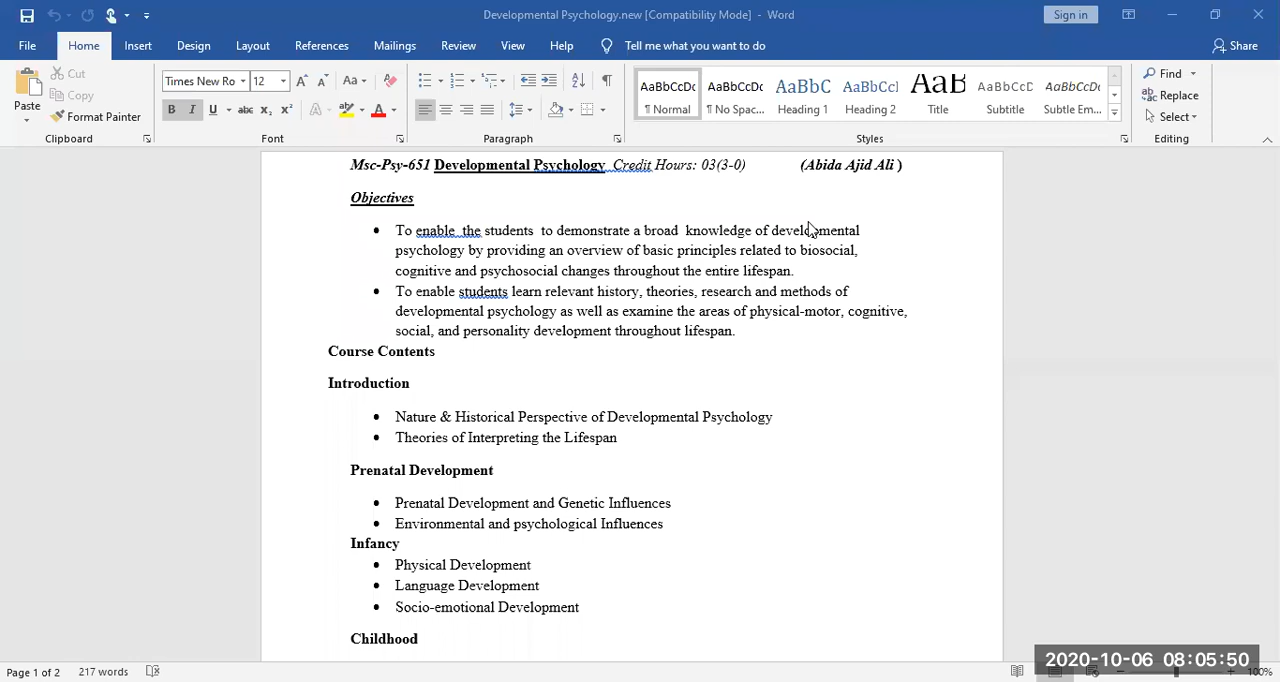 Developmental Psychology.new [Compatibility Mode] - Word
Sign in
File Home Insert Design Layout References Mailings Review View Help Tell me what you want to do Share
Paste
Cut
Copy
Format Painter
Clipboard
Times New Ro 12 Aa
B I U abc x₂ x² A
Font
Paragraph
AaBbCcDc AaBbCcDc AaBbC AaBbCc AaB AaBbCcD AaBbCcDc
¶ Normal ¶ No Spac... Heading 1 Heading 2 Title Subtitle Subtle Em...
Styles
Find
Replace
Select
Editing
Msc-Psy-651 Developmental Psychology Credit Hours: 03(3-0) (Abida Ajid Ali )
Objectives
• To enable the students to demonstrate a broad knowledge of developmental
psychology by providing an overview of basic principles related to biosocial,
cognitive and psychosocial changes throughout the entire lifespan.
• To enable students learn relevant history, theories, research and methods of
developmental psychology as well as examine the areas of physical-motor, cognitive,
social, and personality development throughout lifespan.
Course Contents
Introduction
• Nature & Historical Perspective of Developmental Psychology
• Theories of Interpreting the Lifespan
Prenatal Development
• Prenatal Development and Genetic Influences
• Environmental and psychological Influences
Infancy
• Physical Development
• Language Development
• Socio-emotional Development
Childhood
Page 1 of 2 217 words 100%
2020-10-06 08:05:50